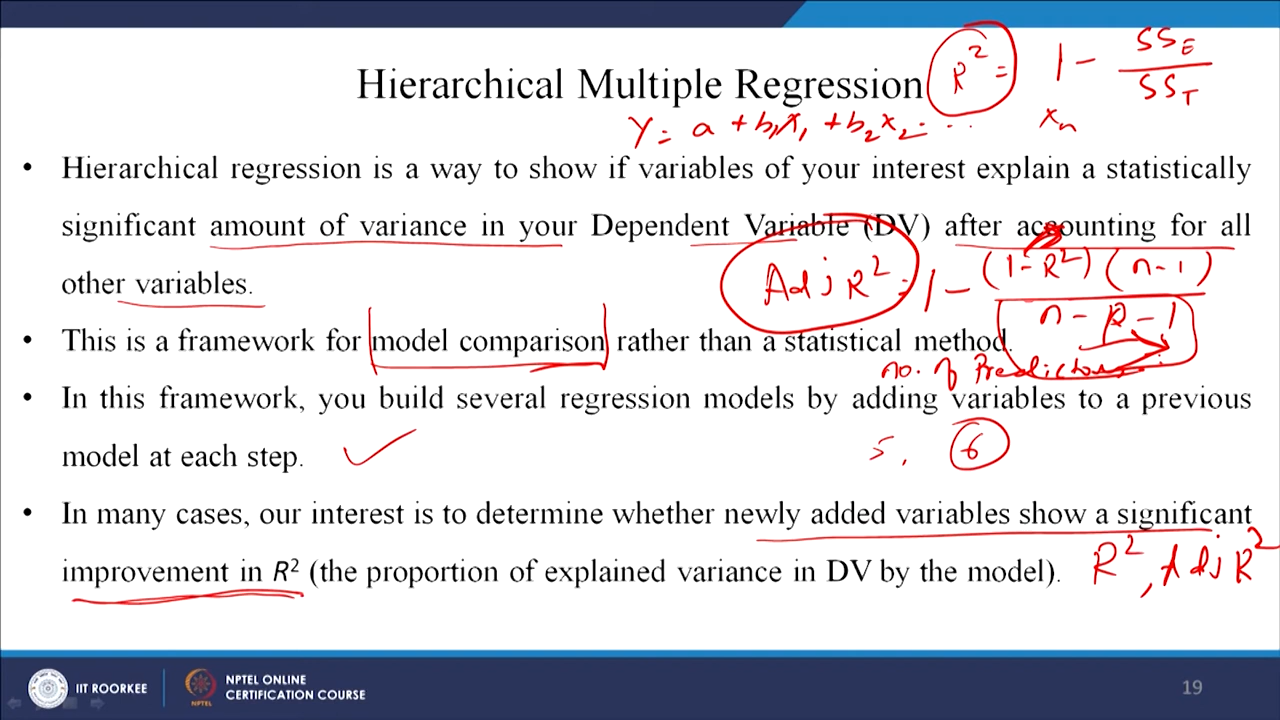 Hierarchical Multiple Regression
R² = 1 - SS_E / SS_T
Y = a + b₁x₁ + b₂x₂ ... xₙ
• Hierarchical regression is a way to show if variables of your interest explain a statistically
significant amount of variance in your Dependent Variable (DV) after accounting for all
other variables.
Adj R² = 1 - (1-R²)(n-1) / n-P-1
• This is a framework for model comparison rather than a statistical method.
no. of Predictors
• In this framework, you build several regression models by adding variables to a previous
model at each step.
5, 6
• In many cases, our interest is to determine whether newly added variables show a significant
improvement in R² (the proportion of explained variance in DV by the model).
R², Adj R²
IIT ROORKEE
NPTEL
NPTEL ONLINE
CERTIFICATION COURSE
19